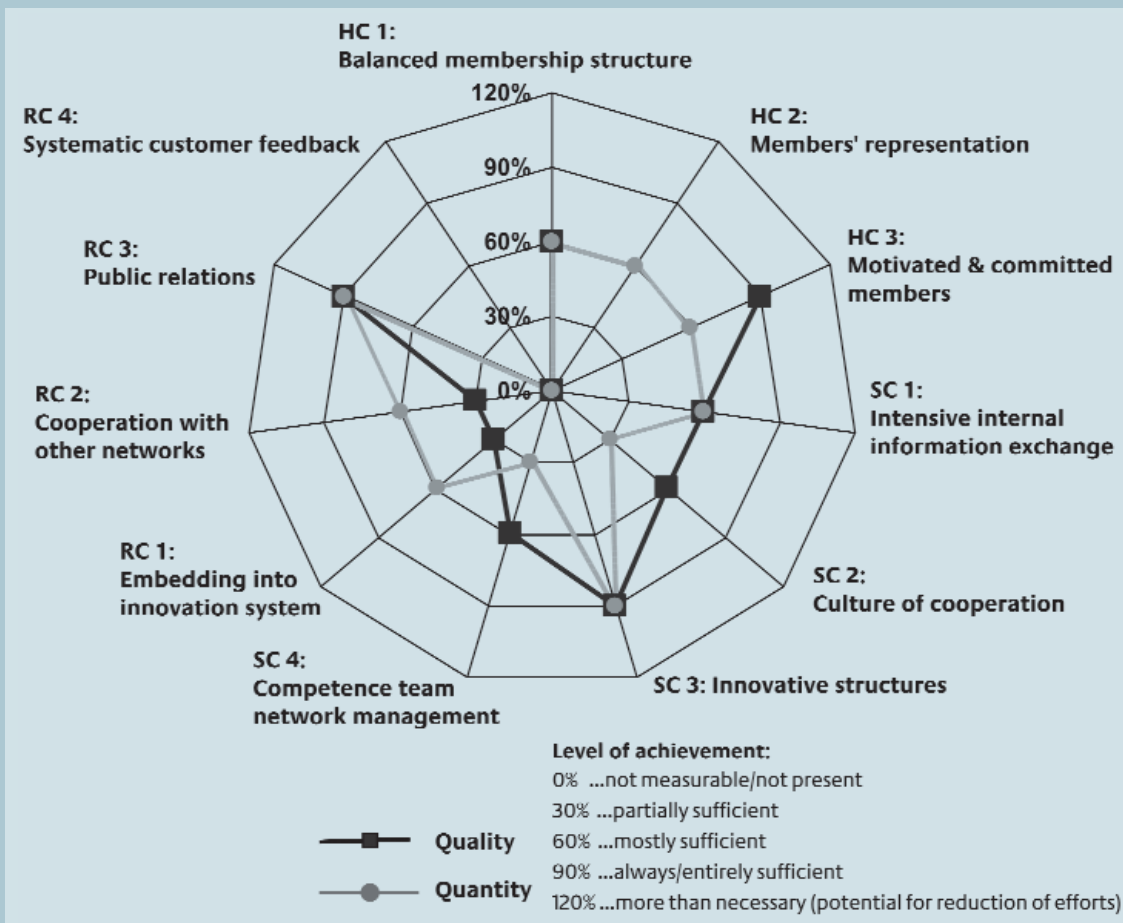 HC 1:
Balanced membership structure
120%
90%
60%
30%
0%
HC 2:
Members' representation
HC 3:
Motivated & committed
members
SC 1:
Intensive internal
information exchange
SC 2:
Culture of cooperation
SC 3: Innovative structures
SC 4:
Competence team
network management
RC 1:
Embedding into
innovation system
RC 2:
Cooperation with
other networks
RC 3:
Public relations
RC 4:
Systematic customer feedback
Quality
Quantity
Level of achievement:
0% ...not measurable/not present
30% ...partially sufficient
60% ...mostly sufficient
90% ...always/entirely sufficient
120% ...more than necessary (potential for reduction of efforts)